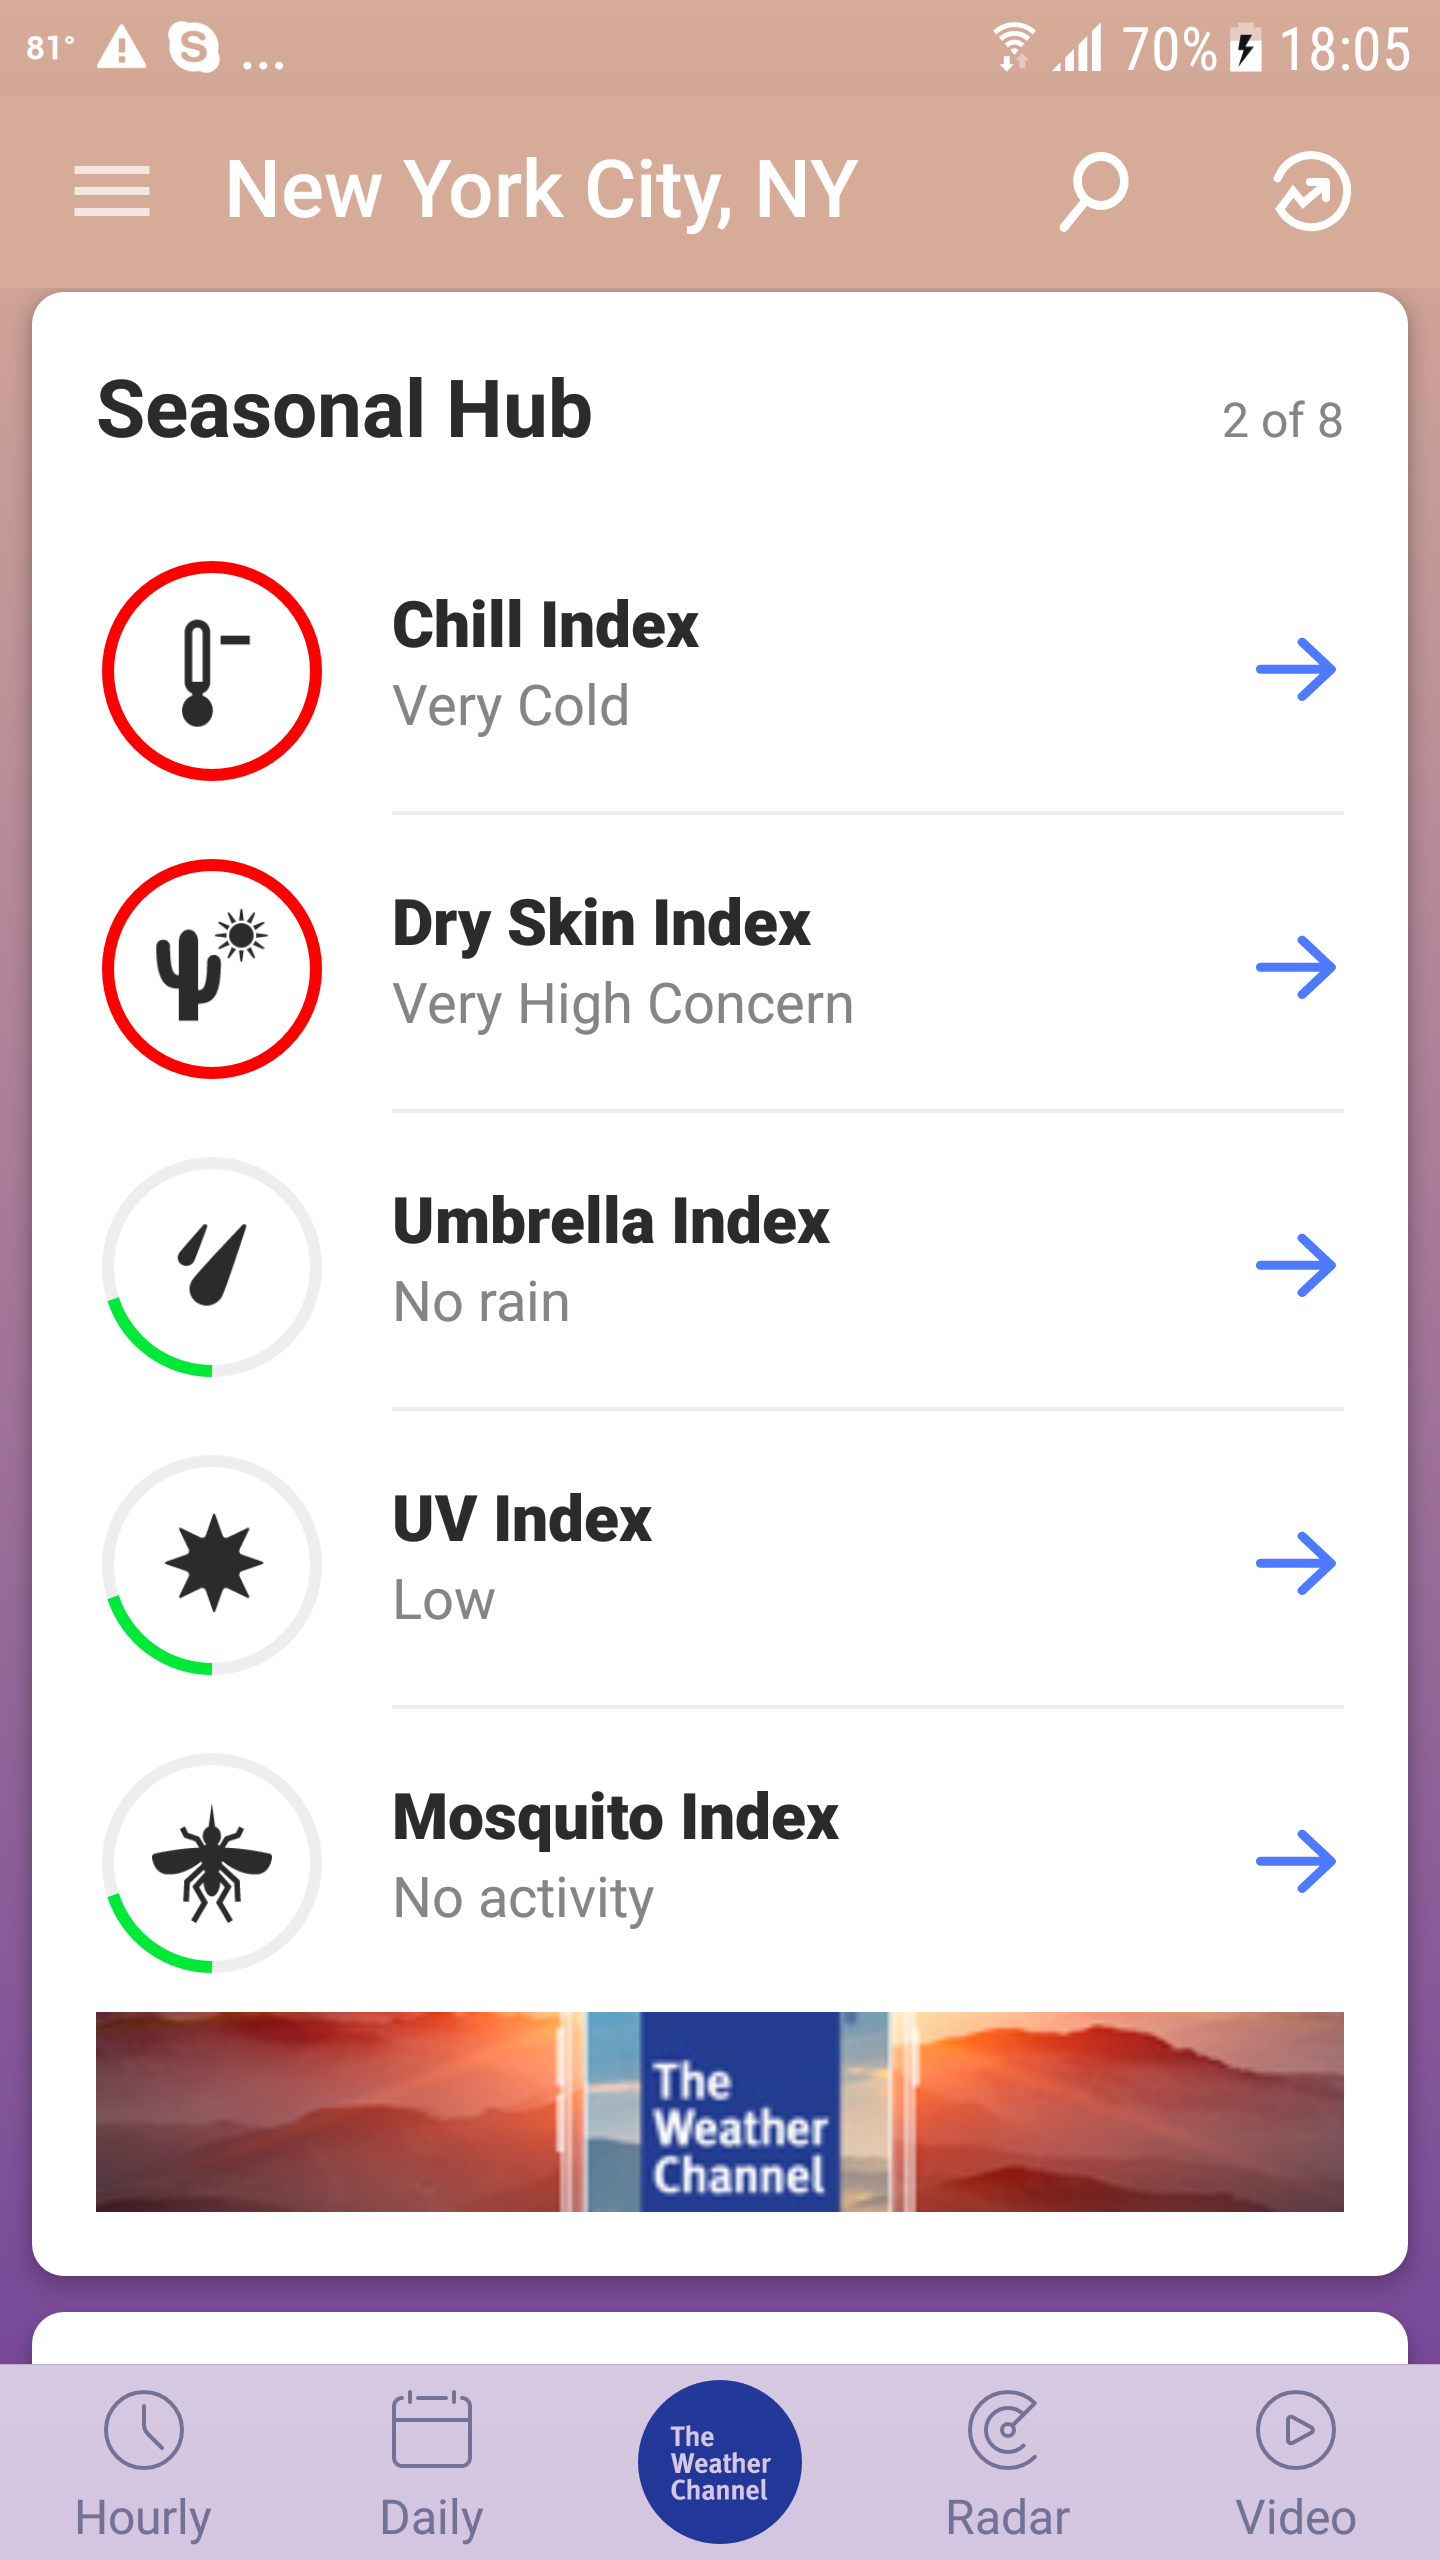 81° ... 70% 18:05
New York City, NY
Seasonal Hub 2 of 8
Chill Index
Very Cold
Dry Skin Index
Very High Concern
Umbrella Index
No rain
UV Index
Low
Mosquito Index
No activity
The
Weather
Channel
The
Weather
Channel
Hourly Daily Radar Video